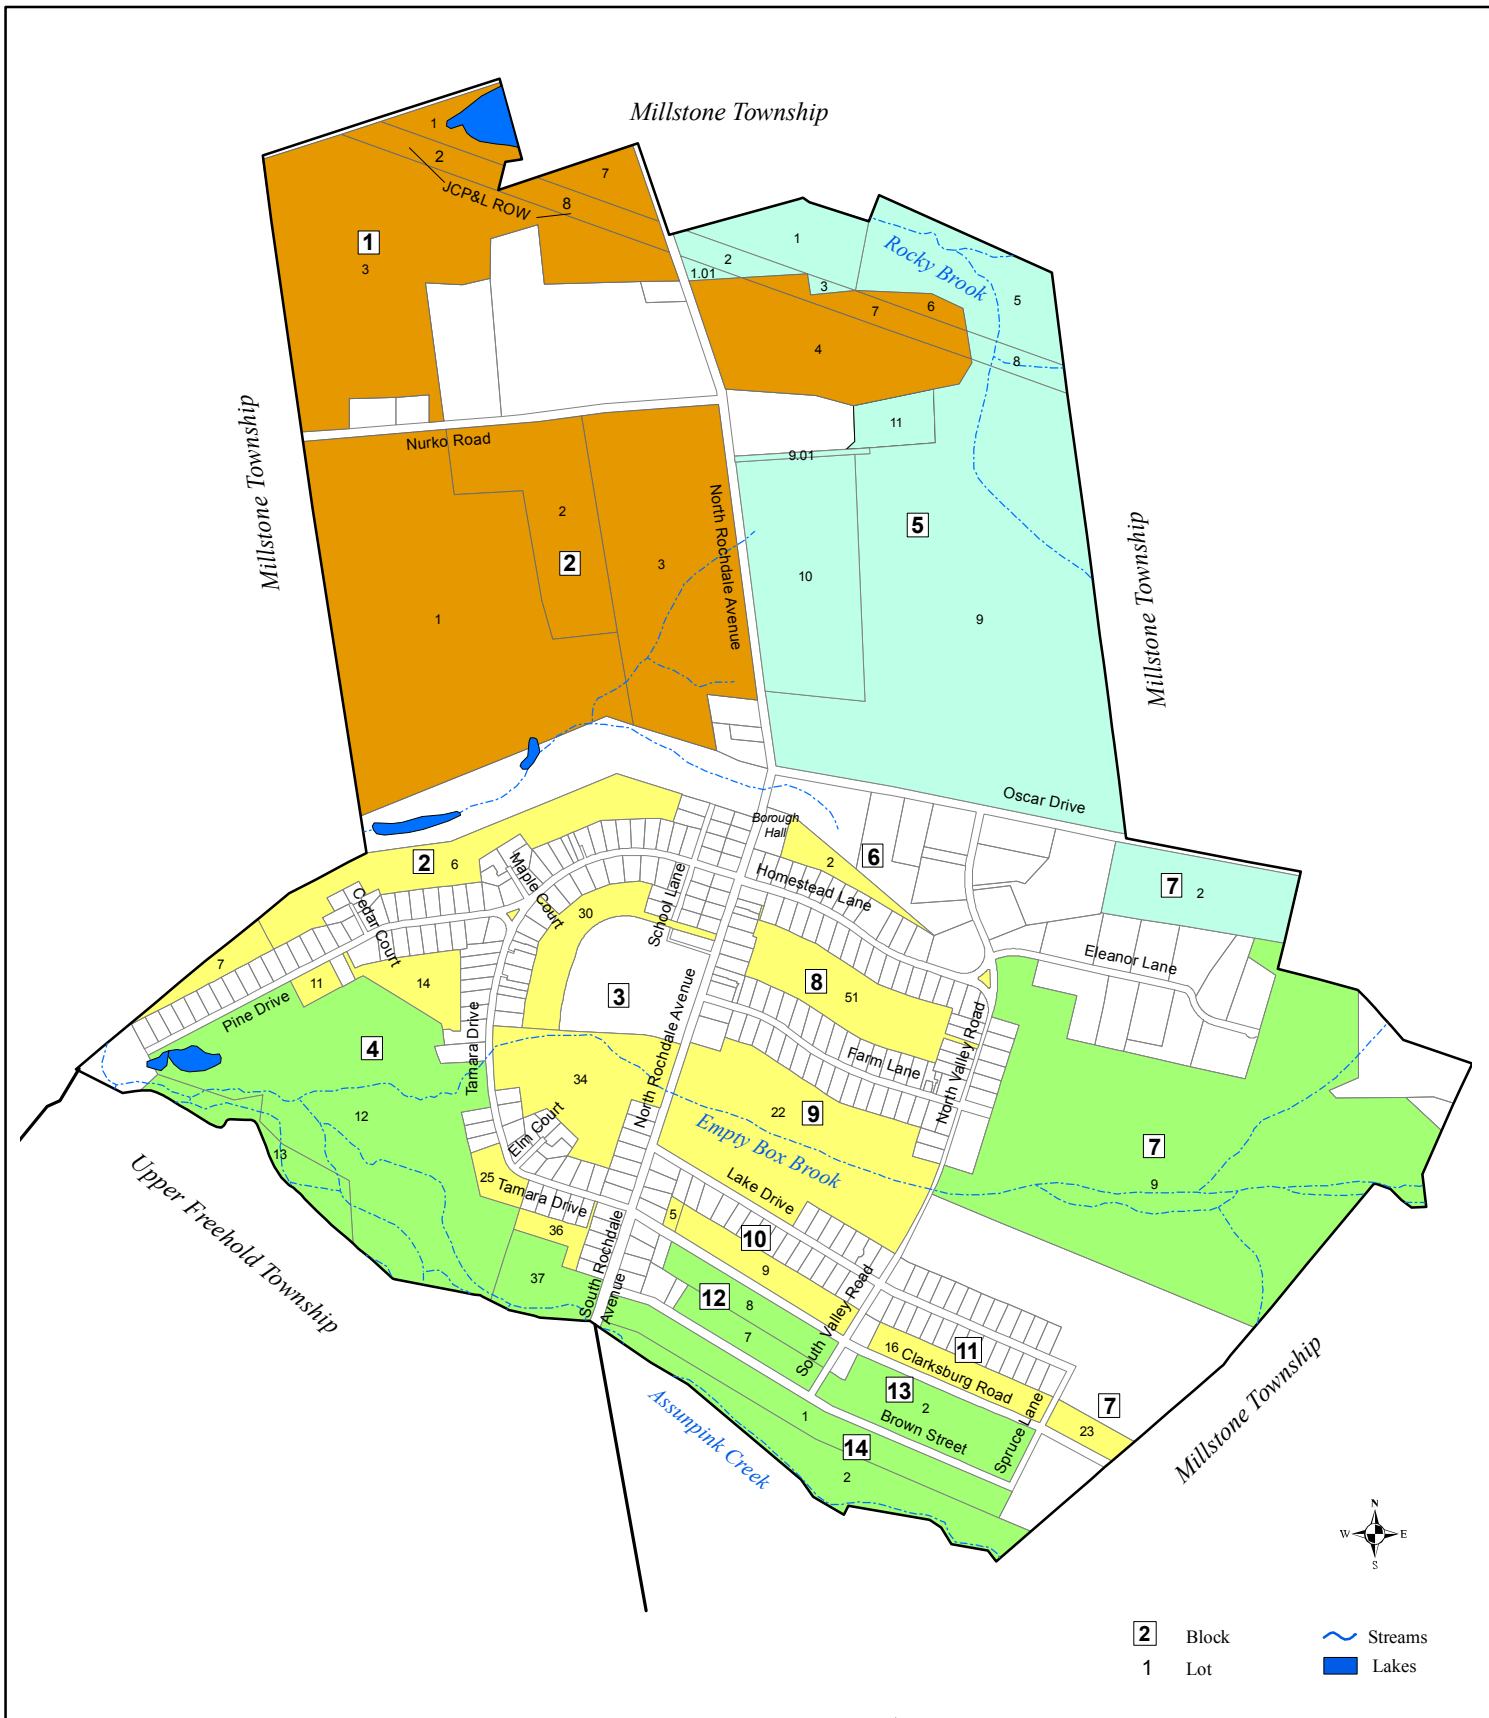 Millstone Township
1
2
7
JCP&L ROW
8
1
3
1
2
1.01
3
Rocky Brook
5
6
7
4
8
Millstone Township
Nurko Road
11
9.01
North Rochdale Avenue
2
2
3
1
5
10
9
Millstone Township
Oscar Drive
Borough
Hall
2
6
2
6
Homestead Lane
7
2
Maple Court
Cedar Court
School Lane
30
7
11
14
Pine Drive
3
8
51
Eleanor Lane
4
Tamara Drive
North Rochdale Avenue
Farm Lane
North Valley Road
34
12
22
9
Empty Box Brook
7
9
13
Elm Court
25
Tamara Drive
Lake Drive
Upper Freehold Township
36
5
10
9
37
South Rochdale
Avenue
12
8
7
South Valley Road
16
Clarksburg Road
11
13
2
Brown Street
Spruce Lane
7
23
Millstone Township
1
14
2
Assunpink Creek
N
W
E
S
2
Block
Streams
1
Lot
Lakes